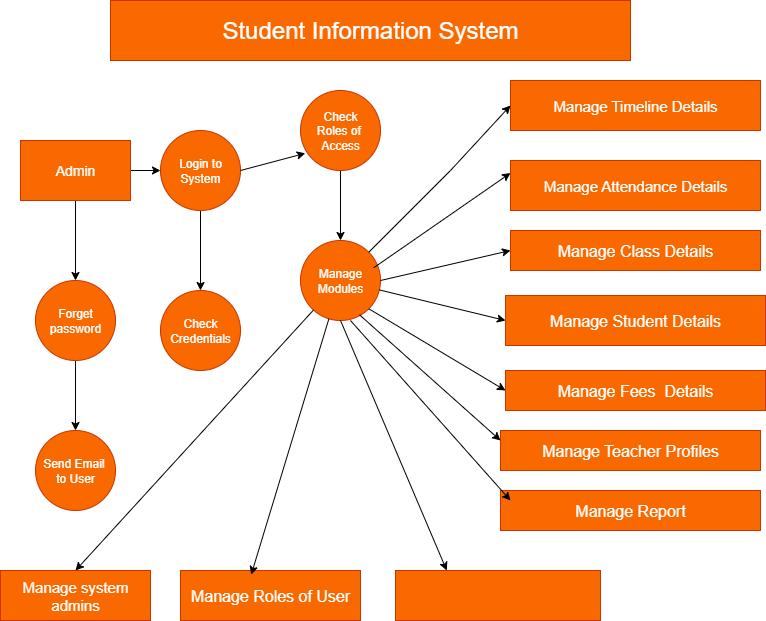 Student Information System
Check
Roles of
Access
Manage Timeline Details
Admin
Login to
System
Manage Attendance Details
Manage Class Details
Manage
Modules
Forget
password
Check
Credentials
Manage Student Details
Manage Fees  Details
Manage Teacher Profiles
Send Email
to User
Manage Report
Manage system
admins
Manage Roles of User